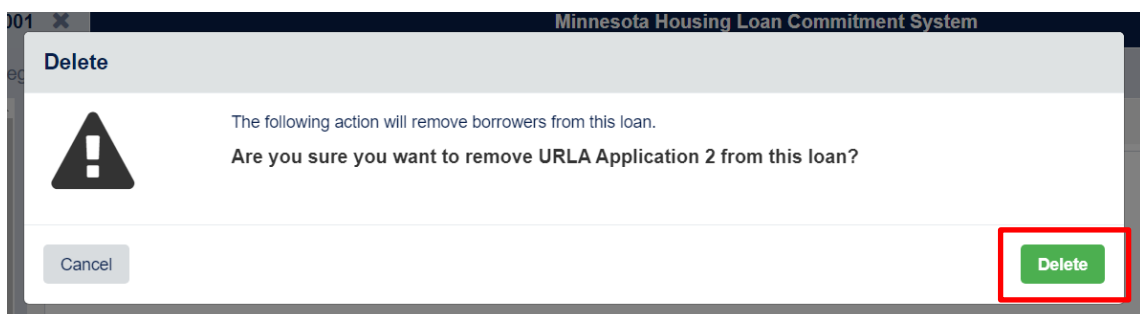 001 ✖ Minnesota Housing Loan Commitment System
Delete
eg
The following action will remove borrowers from this loan.
Are you sure you want to remove URLA Application 2 from this loan?
Cancel Delete